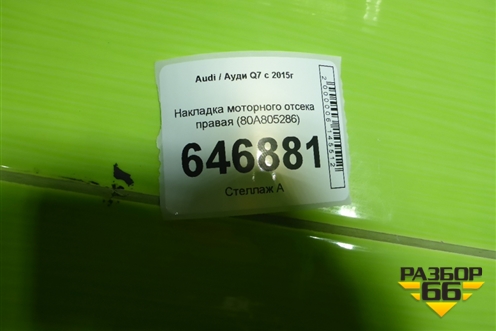 Audi / Ауди Q7 с 2015г
Накладка моторного отсека
правая (80A805286)
646881
Стеллаж А
РАЗБОР
66